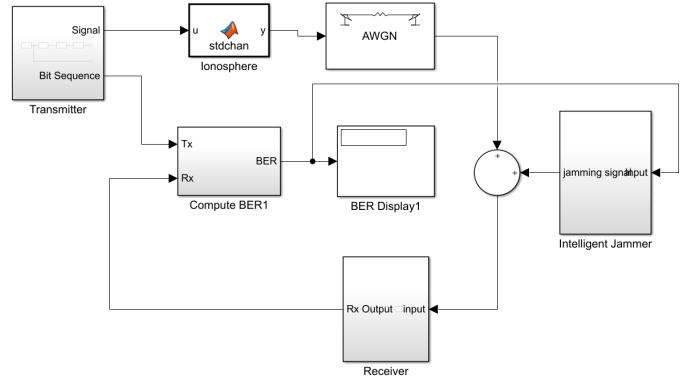 Signal
Bit Sequence
Transmitter
u
y
stdchan
Ionosphere
AWGN
Tx
Rx
BER
Compute BER1
BER Display1
+
+
jamming signal
Input
Intelligent Jammer
Rx Output
input
Receiver